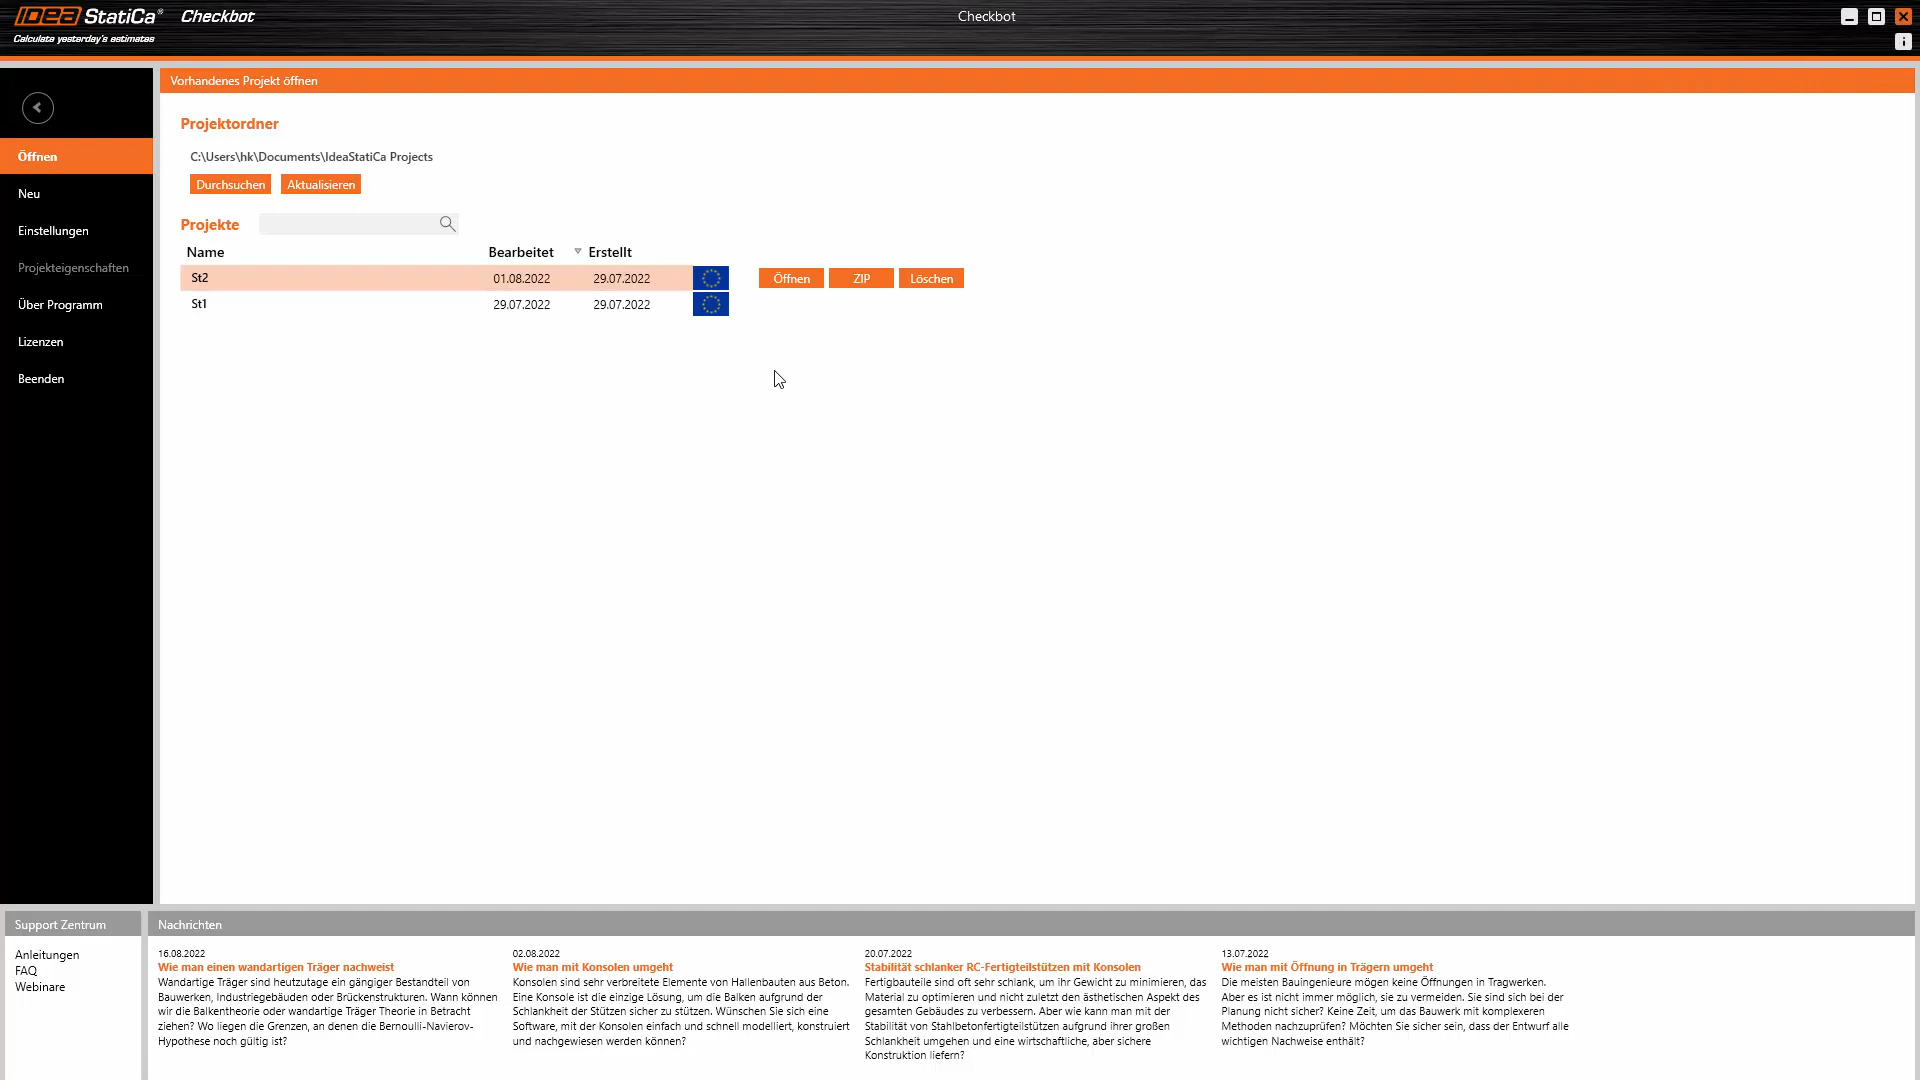 IDEA StatiCa® Checkbot
Checkbot
Calculate yesterday's estimates
Öffnen
Neu
Einstellungen
Projekteigenschaften
Über Programm
Lizenzen
Beenden
Vorhandenes Projekt öffnen
Projektordner
C:\Users\hk\Documents\IdeaStatiCa Projects
Durchsuchen Aktualisieren
Projekte
Name Bearbeitet Erstellt
St2 01.08.2022 29.07.2022 Öffnen ZIP Löschen
St1 29.07.2022 29.07.2022
Support Zentrum
Anleitungen
FAQ
Webinare
Nachrichten
16.08.2022
Wie man einen wandartigen Träger nachweist
Wandartige Träger sind heutzutage ein gängiger Bestandteil von
Bauwerken, Industriegebäuden oder Brückenstrukturen. Wann können
wir die Balkentheorie oder wandartige Träger Theorie in Betracht
ziehen? Wo liegen die Grenzen, an denen die Bernoulli-Navierov-
Hypothese noch gültig ist?
02.08.2022
Wie man mit Konsolen umgeht
Konsolen sind sehr verbreitete Elemente von Hallenbauten aus Beton.
Eine Konsole ist die einzige Lösung, um die Balken aufgrund der
Schlankheit der Stützen sicher zu stützen. Wünschen Sie sich eine
Software, mit der Konsolen einfach und schnell modelliert, konstruiert
und nachgewiesen werden können?
20.07.2022
Stabilität schlanker RC-Fertigteilstützen mit Konsolen
Fertigbauteile sind oft sehr schlank, um ihr Gewicht zu minimieren, das
Material zu optimieren und nicht zuletzt den ästhetischen Aspekt des
gesamten Gebäudes zu verbessern. Aber wie kann man mit der
Stabilität von Stahlbetonfertigteilstützen aufgrund ihrer großen
Schlankheit umgehen und eine wirtschaftliche, aber sichere
Konstruktion liefern?
13.07.2022
Wie man mit Öffnung in Trägern umgeht
Die meisten Bauingenieure mögen keine Öffnungen in Tragwerken.
Aber es ist nicht immer möglich, sie zu vermeiden. Sie sind sich bei der
Planung nicht sicher? Keine Zeit, um das Bauwerk mit komplexeren
Methoden nachzuprüfen? Möchten Sie sicher sein, dass der Entwurf alle
wichtigen Nachweise enthält?